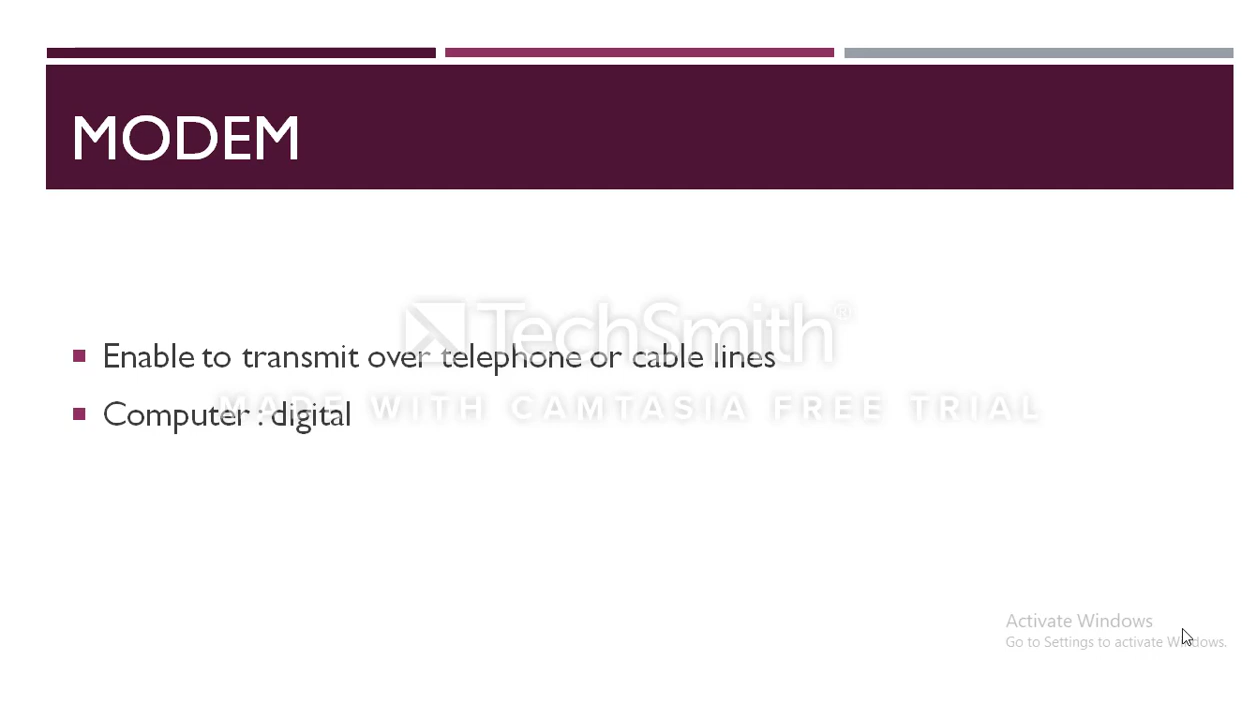 MODEM
TechSmith®
Enable to transmit over telephone or cable lines
MADE WITH CAMTASIA FREE TRIAL
Computer : digital
Activate Windows
Go to Settings to activate Windows.